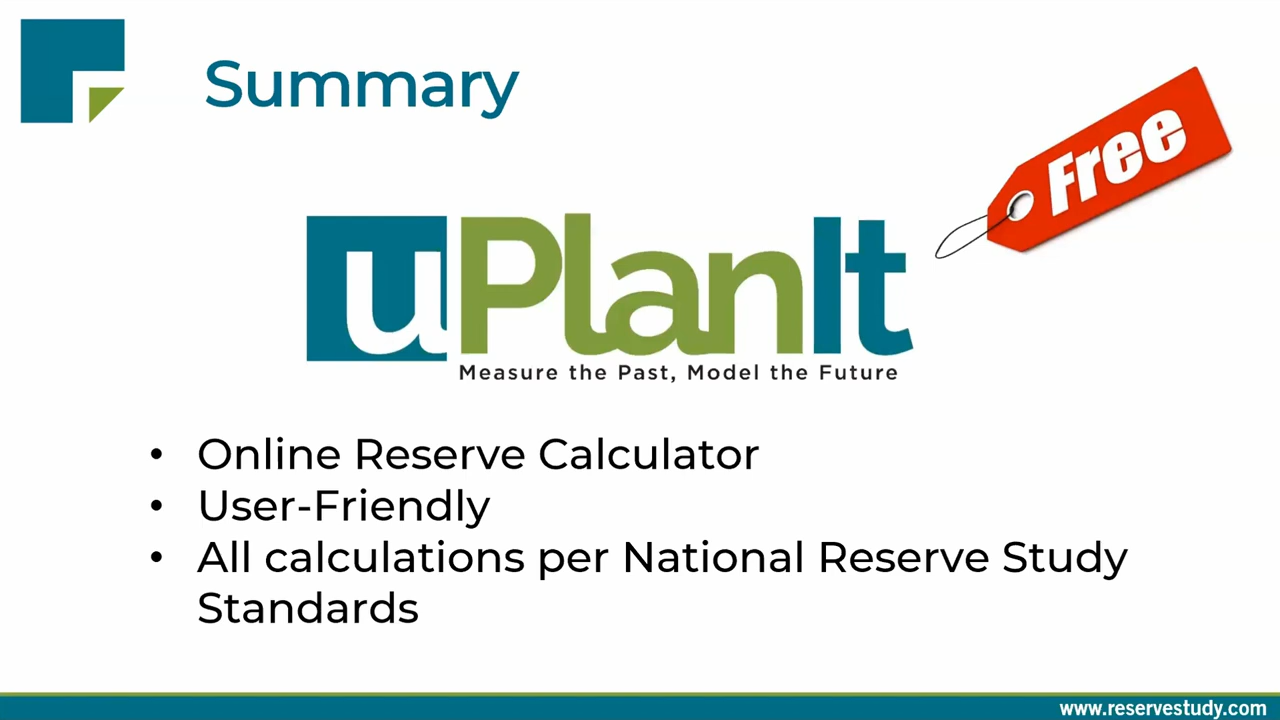 Summary
Free
uPlanIt
Measure the Past, Model the Future
• Online Reserve Calculator
• User-Friendly
• All calculations per National Reserve Study
Standards
www.reservestudy.com